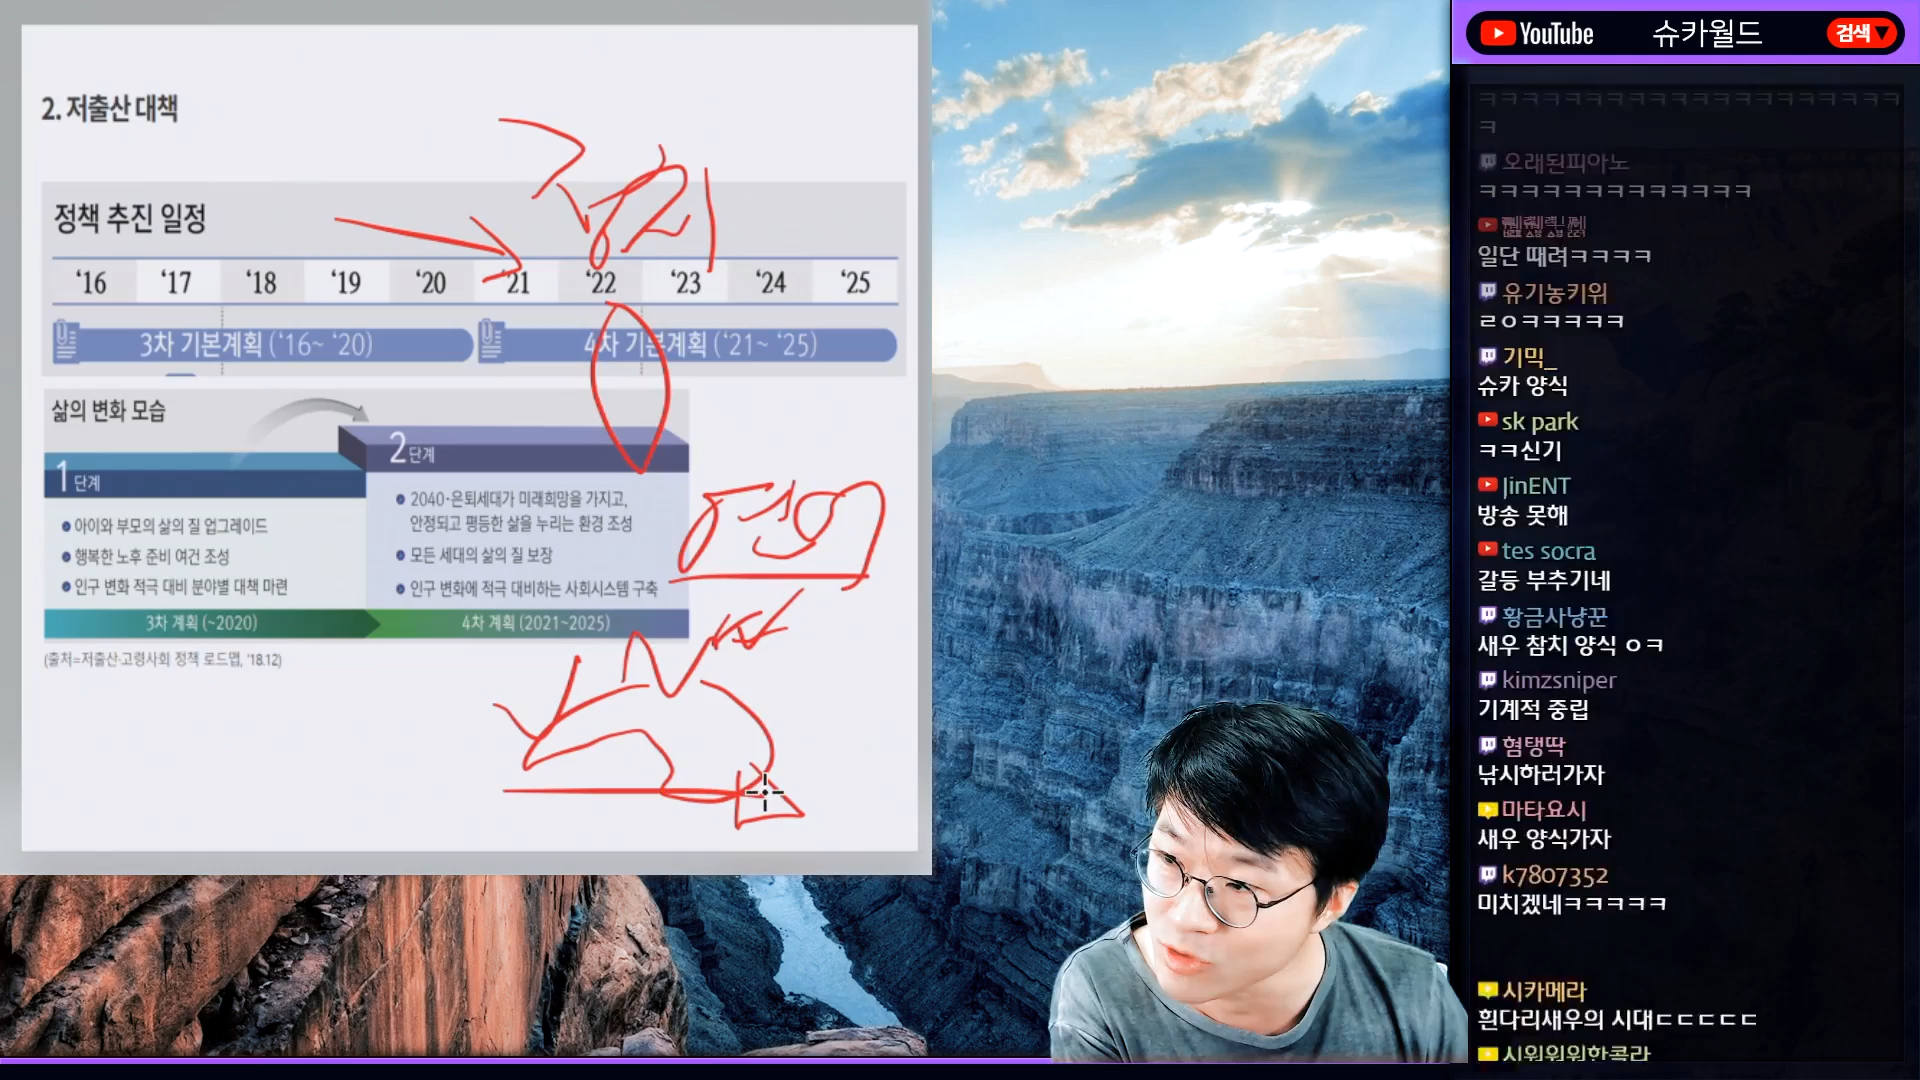 2. 저출산 대책
정책 추진 일정
‘16 ‘17 ‘18 ‘19 ‘20 ‘21 ‘22 ‘23 ‘24 ‘25
3차 기본계획 (‘16~ ‘20)
4차 기본계획 (‘21~ ‘25)
삶의 변화 모습
1 단계
아이와 부모의 삶의 질 업그레이드
행복한 노후 준비 여건 조성
인구 변화 적극 대비 분야별 대책 마련
3차 계획 (~2020)
2 단계
2040·은퇴세대가 미래희망을 가지고,
안정되고 평등한 삶을 누리는 환경 조성
모든 세대의 삶의 질 보장
인구 변화에 적극 대비하는 사회시스템 구축
4차 계획 (2021~2025)
(출처=저출산·고령사회 정책 로드맵, ‘18.12)
YouTube 슈카월드 검색▼
ㅋㅋㅋㅋㅋㅋㅋㅋㅋㅋㅋㅋㅋㅋㅋㅋㅋㅋㅋㅋ
ㅋ
오래된피아노
ㅋㅋㅋㅋㅋㅋㅋㅋㅋㅋㅋㅋㅋ
일단 때려ㅋㅋㅋㅋ
유기농키위
ㄹㅇㅋㅋㅋㅋㅋ
기믹_
슈카 양식
sk park
ㅋㅋ신기
JinENT
방송 못해
tes socra
갈등 부추기네
황금사냥꾼
새우 참치 양식 ㅇㅋ
kimzsniper
기계적 중립
혐탱딱
낚시하러가자
마타요시
새우 양식가자
k7807352
미치겠네ㅋㅋㅋㅋㅋ
시카메라
흰다리새우의 시대ㄷㄷㄷㄷㄷ
시원원원한콜라